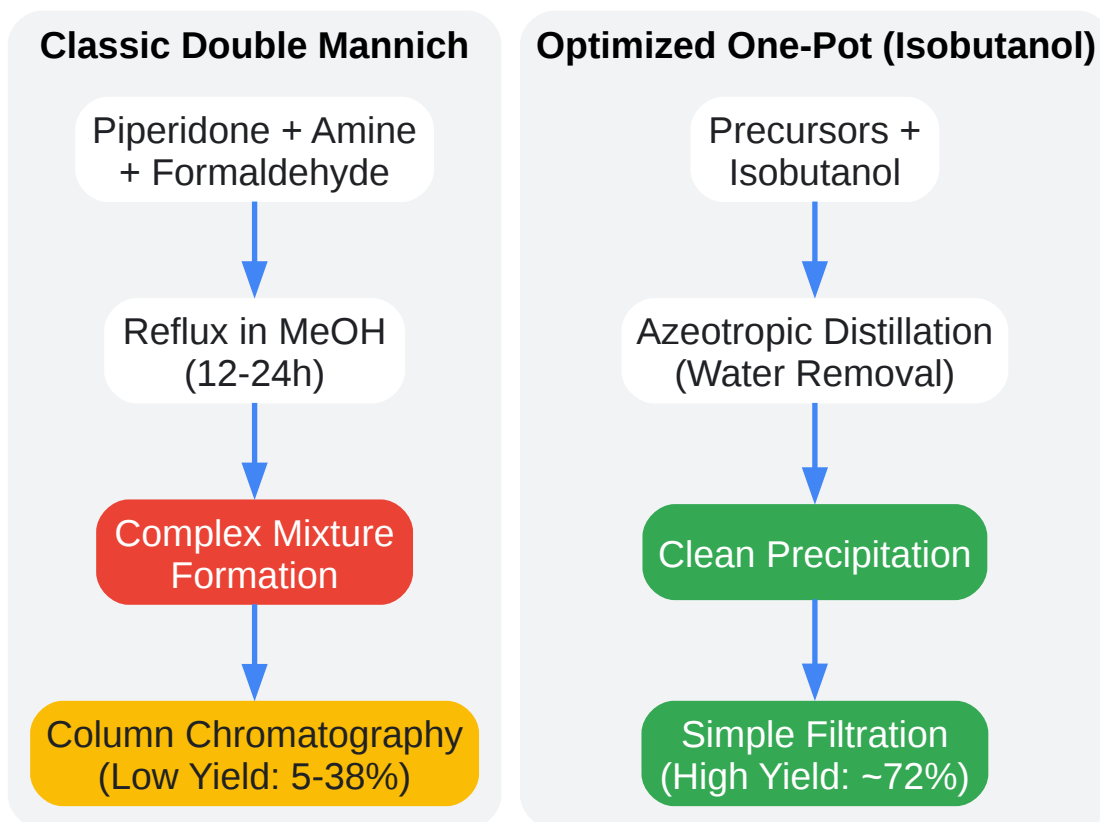 Classic Double Mannich
Piperidone + Amine
+ Formaldehyde
Reflux in MeOH
(12-24h)
Complex Mixture
Formation
Column Chromatography
(Low Yield: 5-38%)
Optimized One-Pot (Isobutanol)
Precursors +
Isobutanol
Azeotropic Distillation
(Water Removal)
Clean Precipitation
Simple Filtration
(High Yield: ~72%)